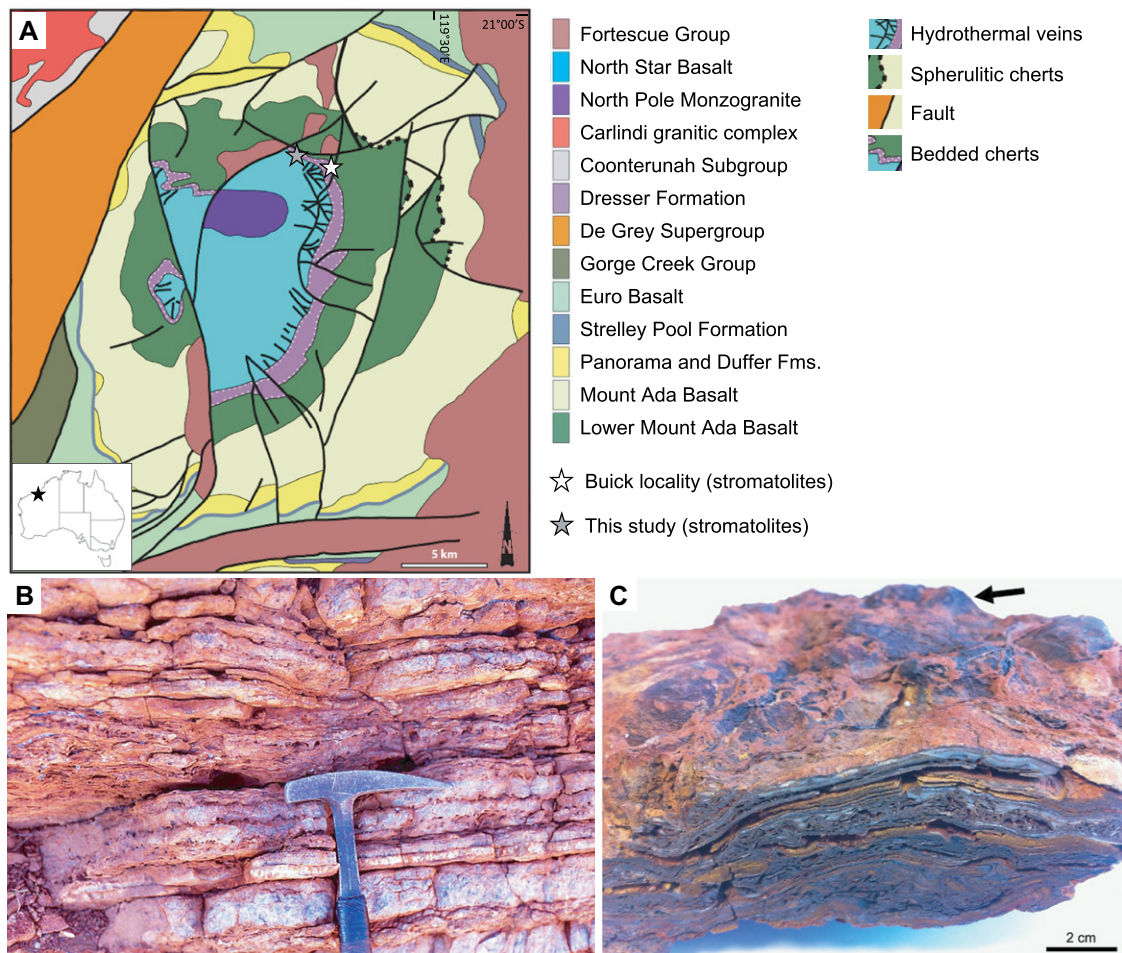 A
119°30'E
21°00'S
5 km
N
Fortescue Group
North Star Basalt
North Pole Monzogranite
Carlindi granitic complex
Coonterunah Subgroup
Dresser Formation
De Grey Supergroup
Gorge Creek Group
Euro Basalt
Strelley Pool Formation
Panorama and Duffer Fms.
Mount Ada Basalt
Lower Mount Ada Basalt
Buick locality (stromatolites)
This study (stromatolites)
Hydrothermal veins
Spherulitic cherts
Fault
Bedded cherts
B
C
2 cm